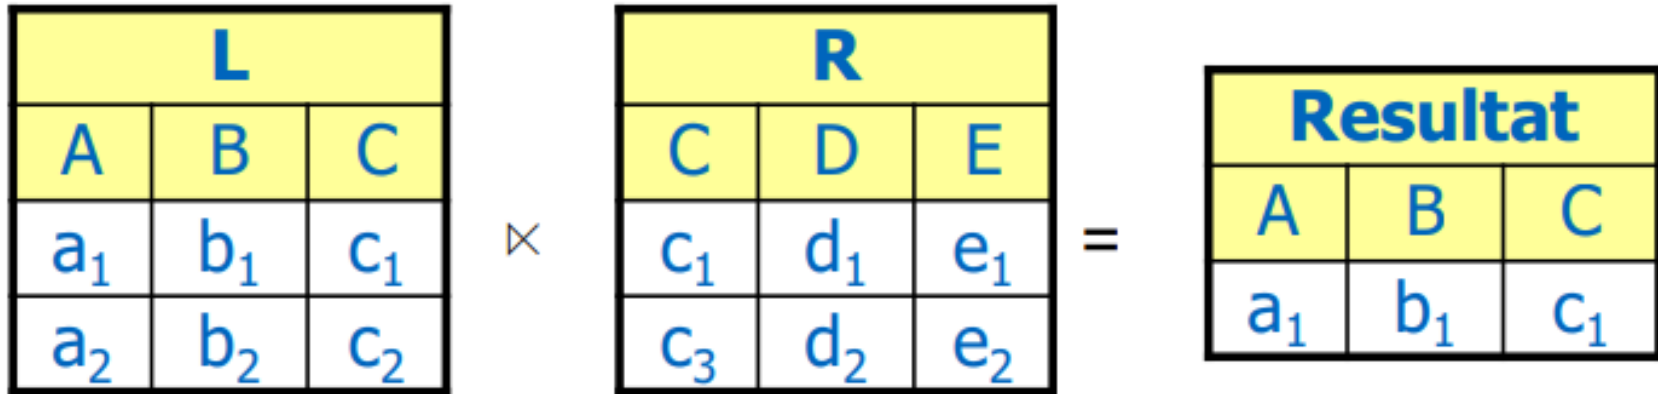 L
A B C
a₁ b₁ c₁
a₂ b₂ c₂
⋉
R
C D E
c₁ d₁ e₁
c₃ d₂ e₂
=
Resultat
A B C
a₁ b₁ c₁